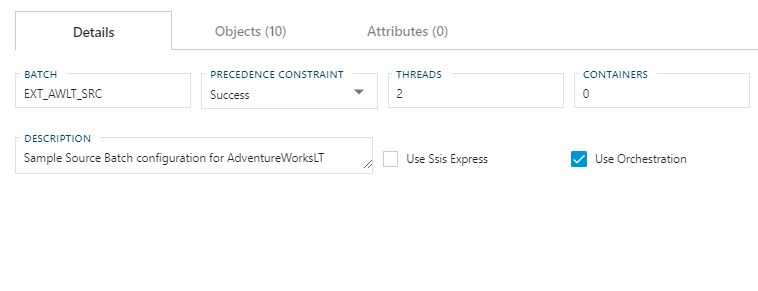 Details Objects (10) Attributes (0)
BATCH PRECEDENCE CONSTRAINT THREADS CONTAINERS
EXT_AWLT_SRC Success 2 0
DESCRIPTION
Sample Source Batch configuration for AdventureWorksLT Use Ssis Express Use Orchestration